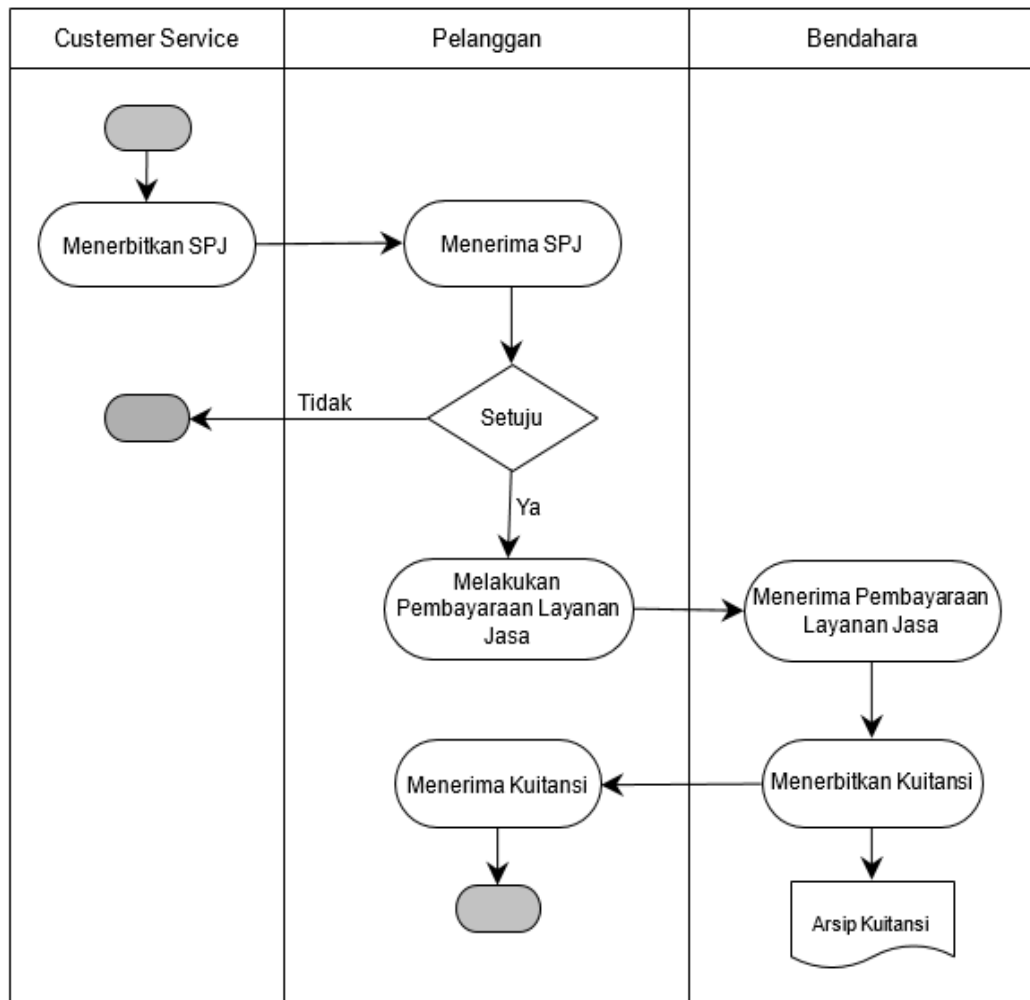 Custemer Service
Pelanggan
Bendahara
Menerbitkan SPJ
Menerima SPJ
Tidak
Setuju
Ya
Melakukan
Pembayaraan Layanan
Jasa
Menerima Pembayaraan
Layanan Jasa
Menerima Kuitansi
Menerbitkan Kuitansi
Arsip Kuitansi